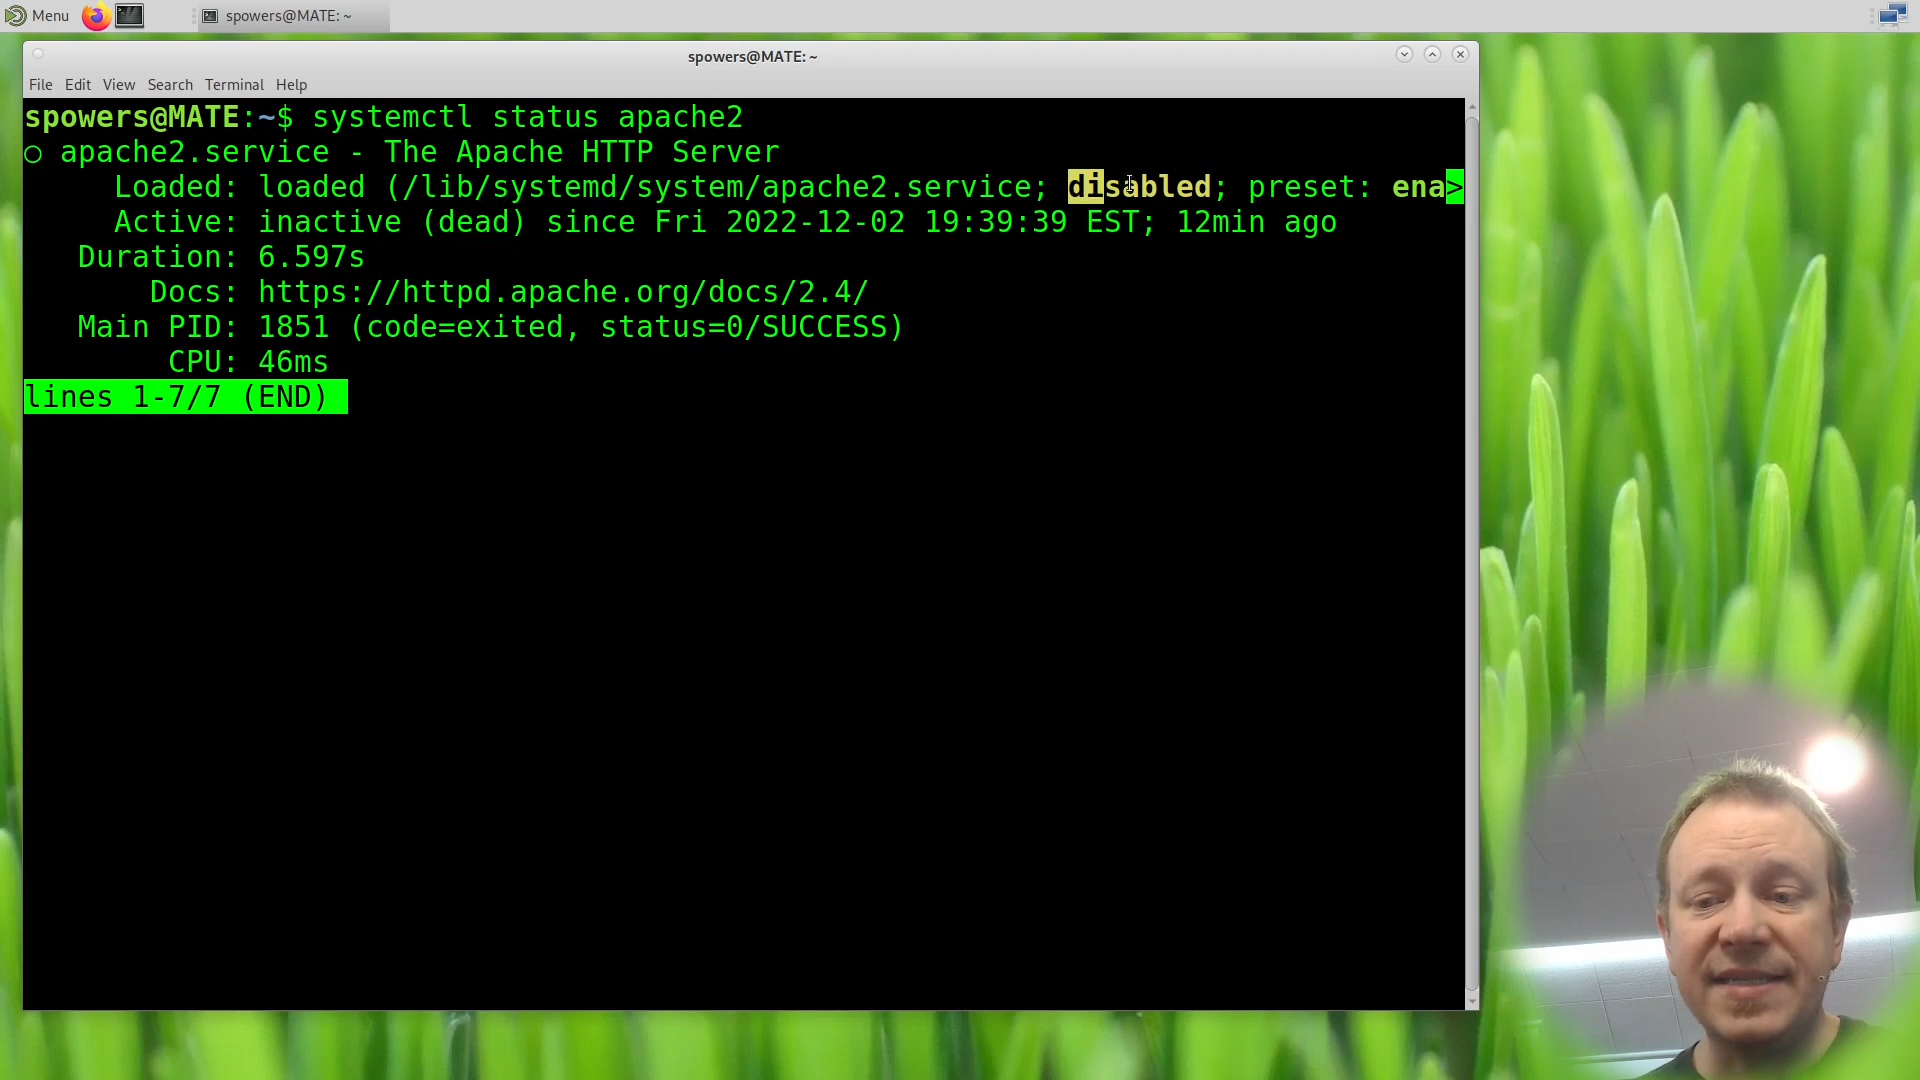 Menu
spowers@MATE: ~
spowers@MATE: ~
File Edit View Search Terminal Help
spowers@MATE:~$ systemctl status apache2
○ apache2.service - The Apache HTTP Server
Loaded: loaded (/lib/systemd/system/apache2.service; disabled; preset: ena>
Active: inactive (dead) since Fri 2022-12-02 19:39:39 EST; 12min ago
Duration: 6.597s
Docs: https://httpd.apache.org/docs/2.4/
Main PID: 1851 (code=exited, status=0/SUCCESS)
CPU: 46ms
lines 1-7/7 (END)